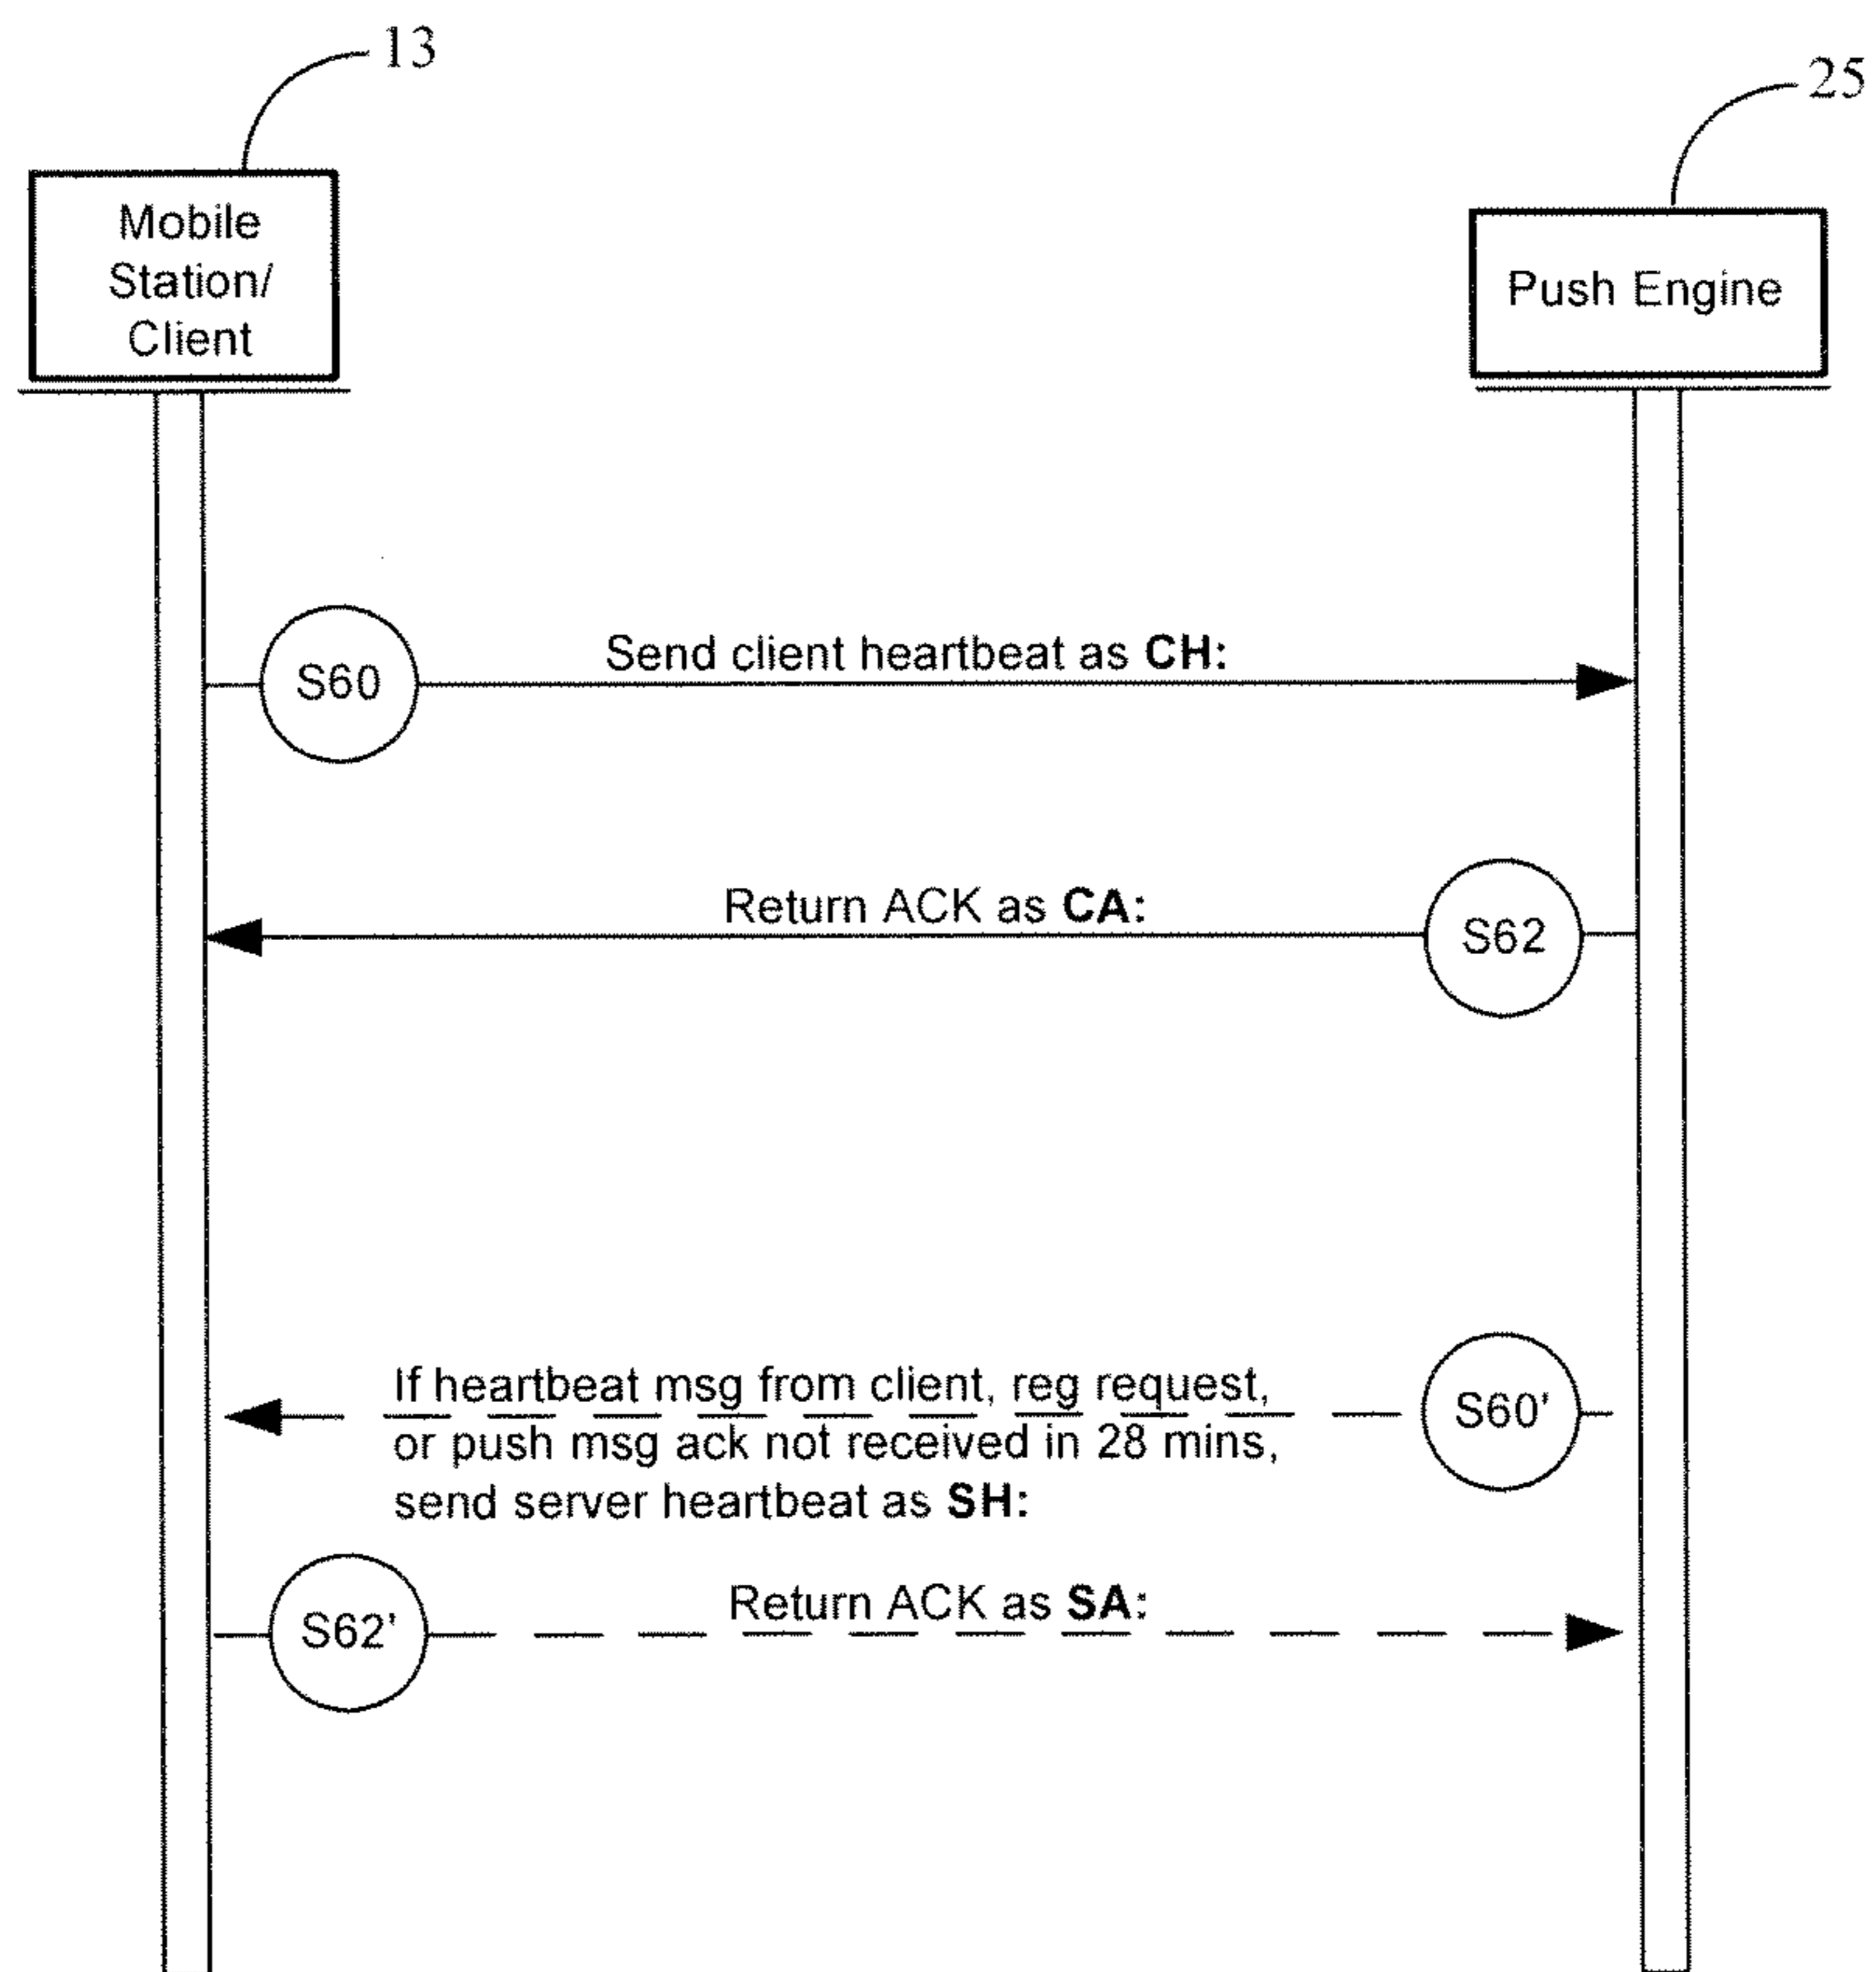 13
25
Mobile
Station/
Client
Push Engine
Send client heartbeat as CH:
S60
Return ACK as CA:
S62
If heartbeat msg from client, reg request,
S60'
or push msg ack not received in 28 mins,
send server heartbeat as SH:
Return ACK as SA:
S62'